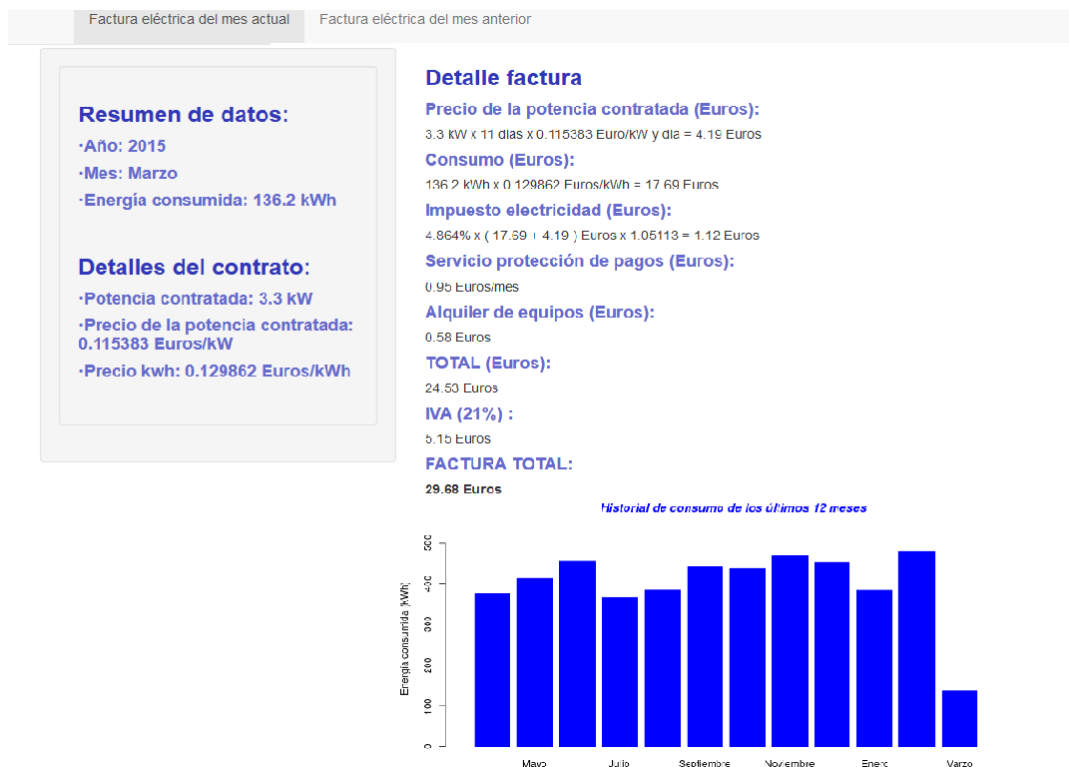 Factura eléctrica del mes actual
Factura eléctrica del mes anterior
Resumen de datos:
·Año: 2015
·Mes: Marzo
·Energía consumida: 136.2 kWh
Detalles del contrato:
·Potencia contratada: 3.3 kW
·Precio de la potencia contratada:
0.115383 Euros/kW
·Precio kwh: 0.129862 Euros/kWh
Detalle factura
Precio de la potencia contratada (Euros):
3.3 kW x 11 dias x 0.115383 Euro/kW y dia = 4.19 Euros
Consumo (Euros):
136.2 kWh x 0.129862 Euros/kWh = 17.69 Euros
Impuesto electricidad (Euros):
4.864% x ( 17.69 + 4.19 ) Euros x 1.05113 = 1.12 Euros
Servicio protección de pagos (Euros):
0.95 Euros/mes
Alquiler de equipos (Euros):
0.58 Euros
TOTAL (Euros):
24.53 Euros
IVA (21%) :
5.15 Euros
FACTURA TOTAL:
29.68 Euros
Historial de consumo de los últimos 12 meses
Energía consumida (kWh)
500
400
300
200
100
0
Mayo Julio Septiembre Noviembre Enero Marzo